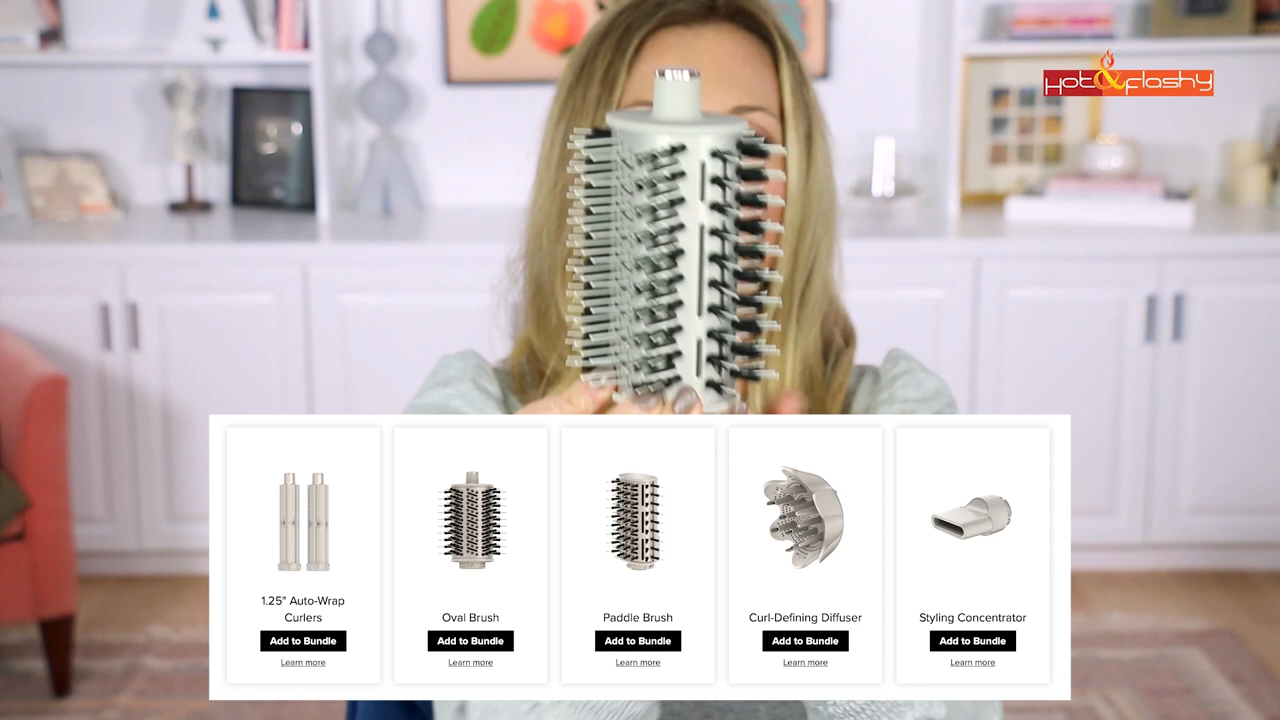 Hot & flashy
1.25" Auto-Wrap
Curlers
Add to Bundle
Learn more
Oval Brush
Add to Bundle
Learn more
Paddle Brush
Add to Bundle
Learn more
Curl-Defining Diffuser
Add to Bundle
Learn more
Styling Concentrator
Add to Bundle
Learn more